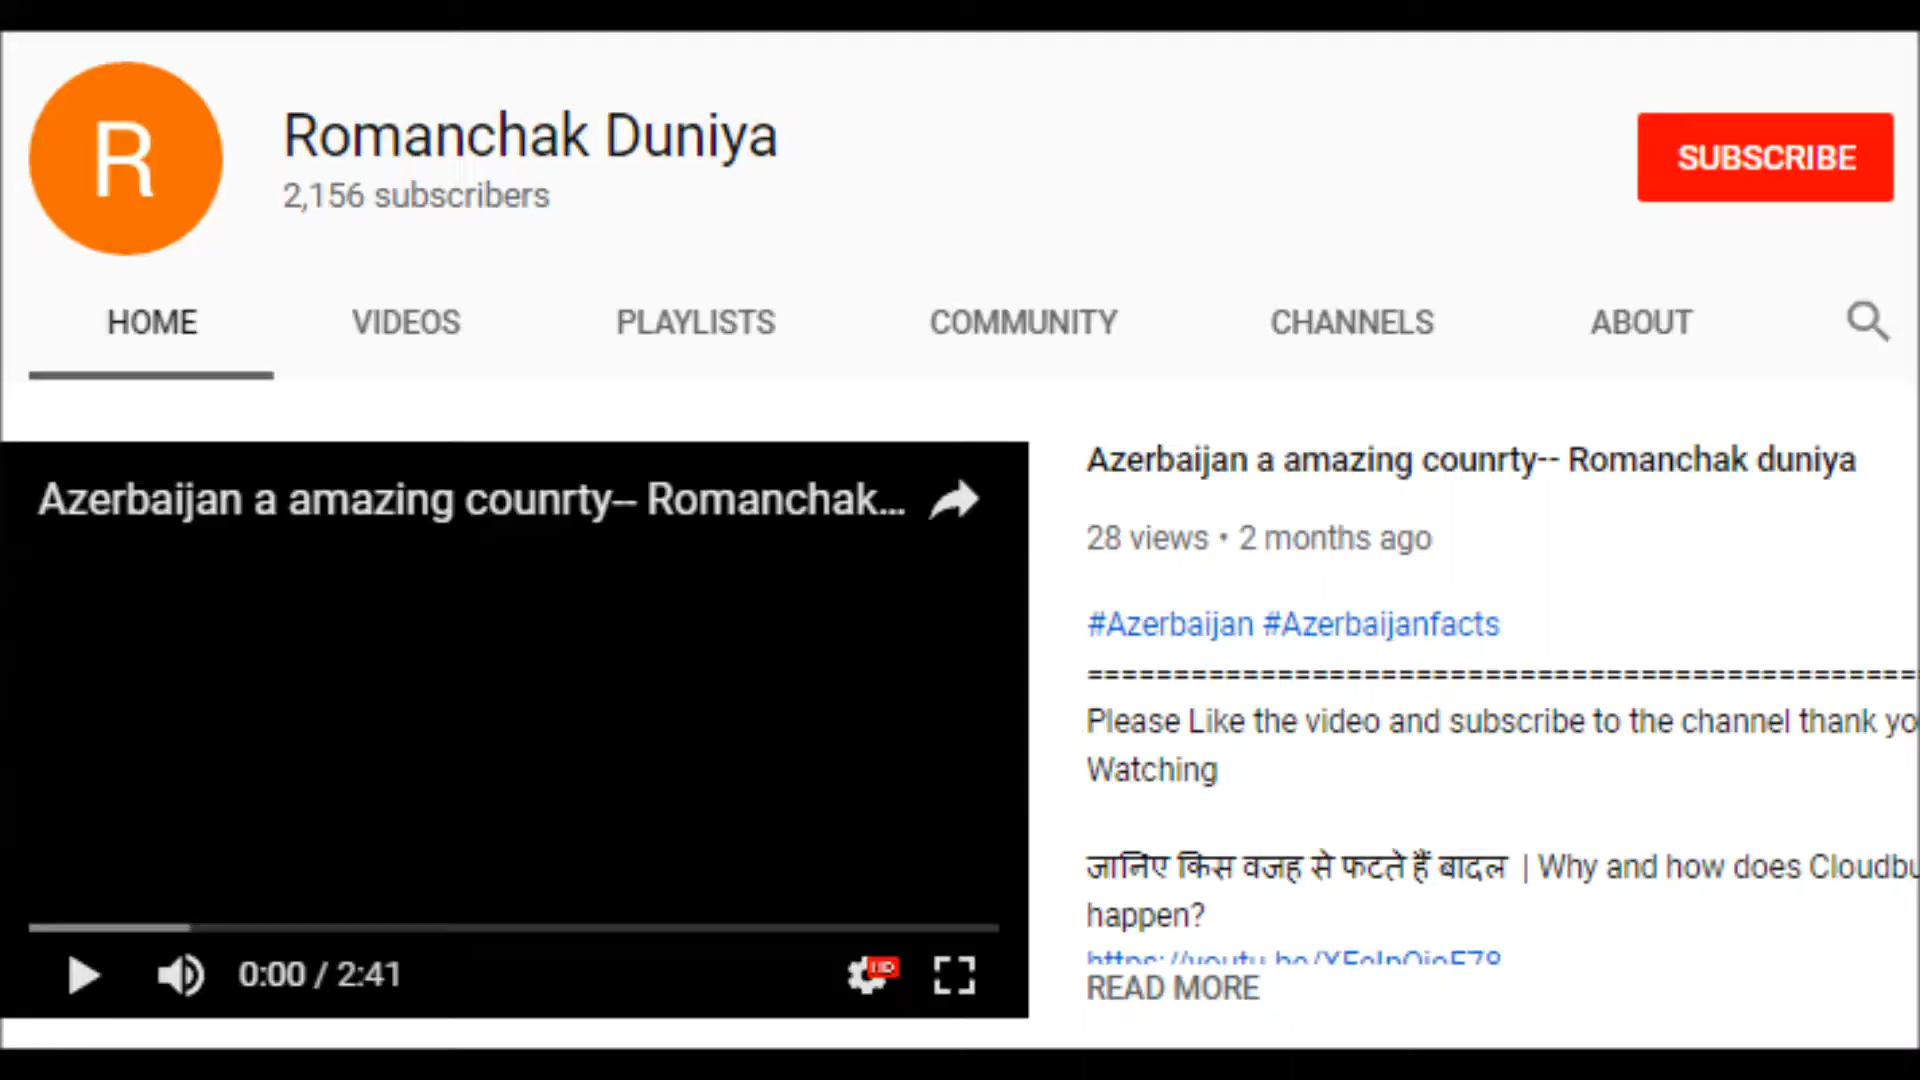 R
Romanchak Duniya
2,156 subscribers
SUBSCRIBE
HOME VIDEOS PLAYLISTS COMMUNITY CHANNELS ABOUT
Azerbaijan a amazing counrty-- Romanchak...
0:00 / 2:41
HD
Azerbaijan a amazing counrty-- Romanchak duniya
28 views • 2 months ago
#Azerbaijan #Azerbaijanfacts
Please Like the video and subscribe to the channel thank yo
Watching
जानिए किस वजह से फटते हैं बादल | Why and how does Cloudbu
happen?
READ MORE